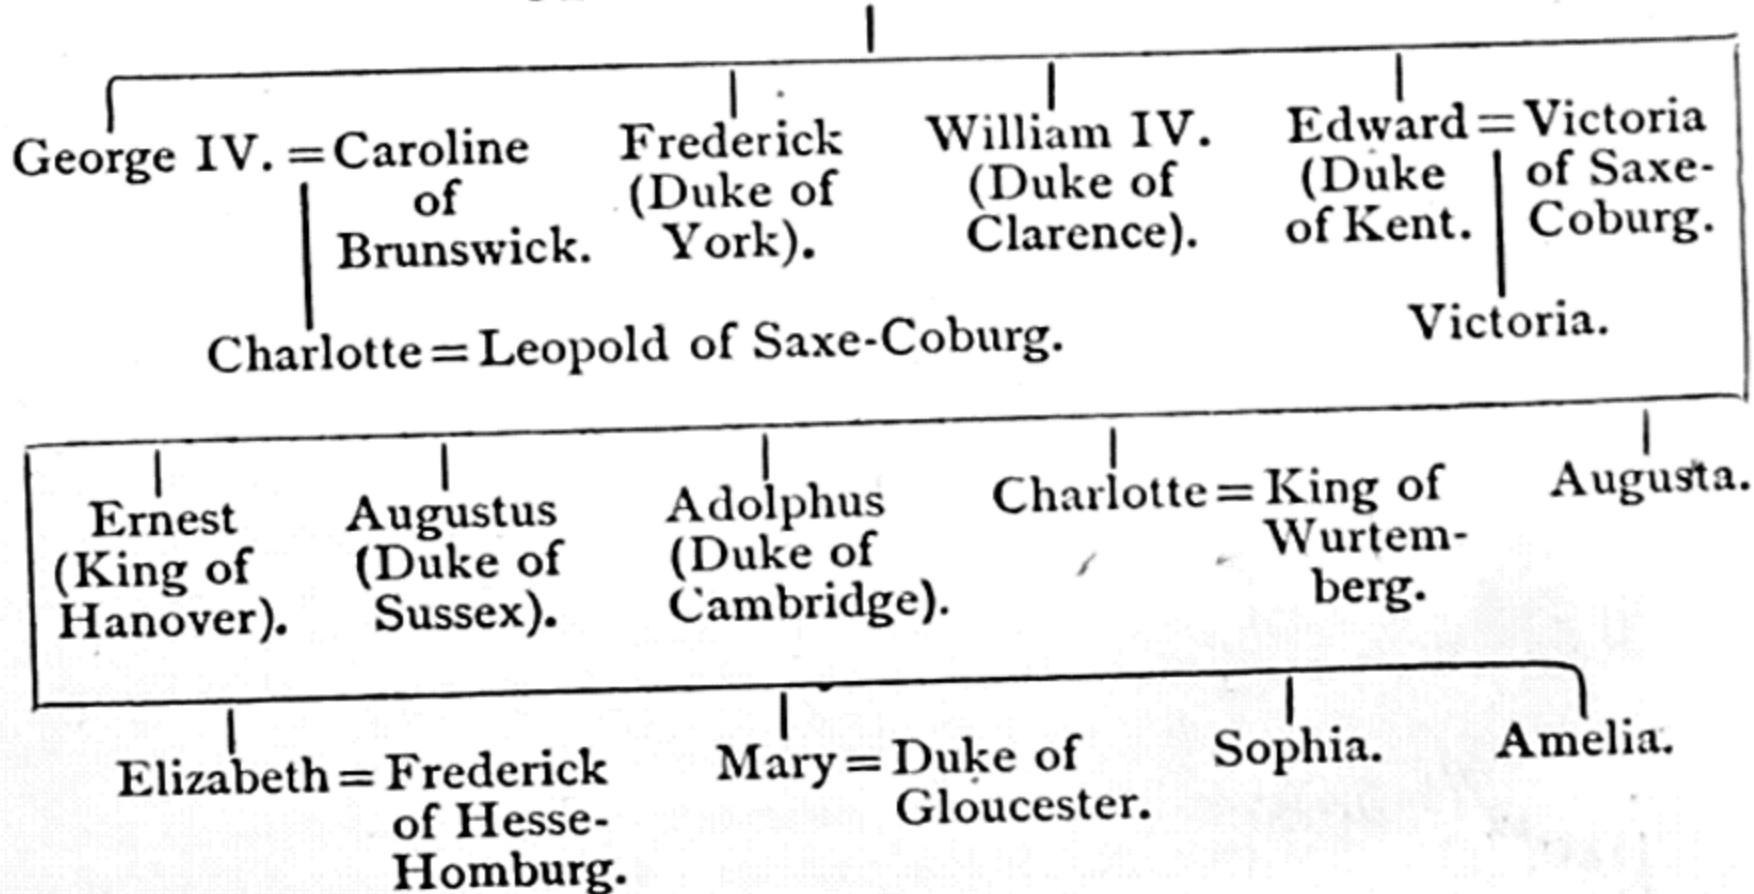 George IV. = Caroline of Brunswick.
Frederick (Duke of York).
William IV. (Duke of Clarence).
Edward = Victoria of Saxe-Coburg.
(Duke of Kent.
Charlotte = Leopold of Saxe-Coburg.
Victoria.
Ernest (King of Hanover).
Augustus (Duke of Sussex).
Adolphus (Duke of Cambridge).
Charlotte = King of Wurtem-berg.
Augusta.
Elizabeth = Frederick of Hesse-Homburg.
Mary = Duke of Gloucester.
Sophia.
Amelia.